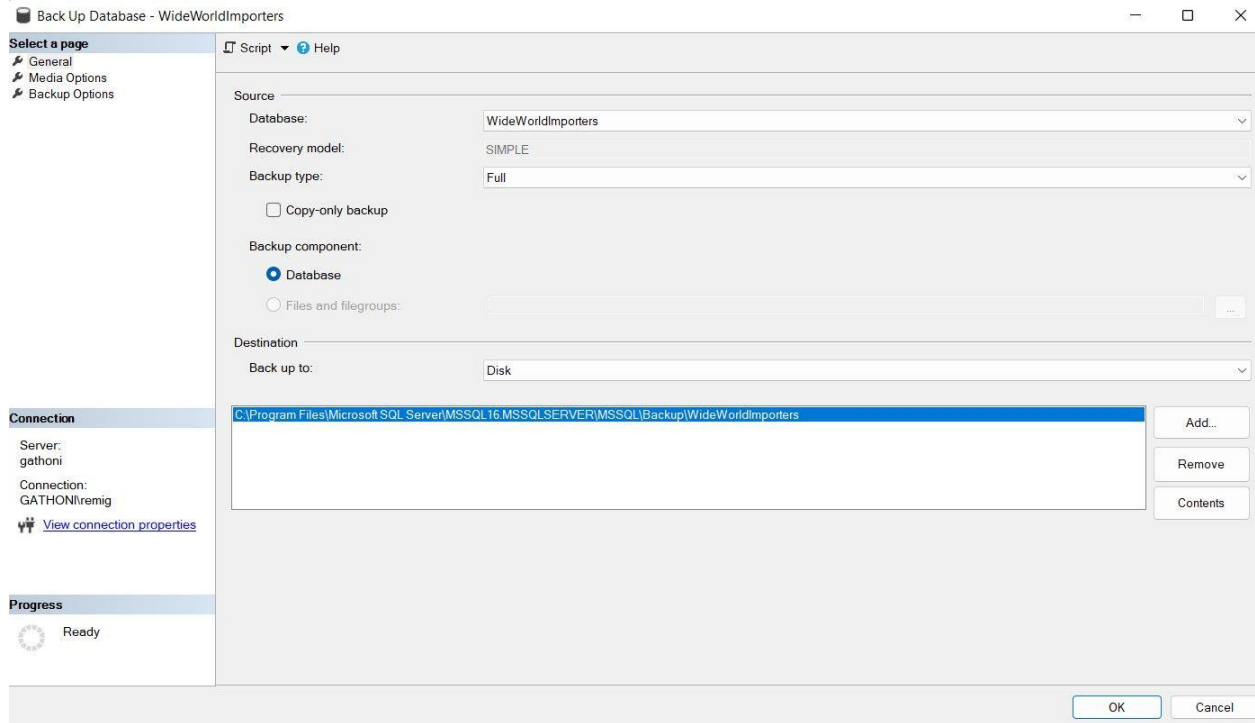 Back Up Database - WideWorldImporters
Select a page
General
Media Options
Backup Options
Script
Help
Source
Database:
WideWorldImporters
Recovery model:
SIMPLE
Backup type:
Full
Copy-only backup
Backup component:
Database
Files and filegroups:
...
Destination
Back up to:
Disk
C:\Program Files\Microsoft SQL Server\MSSQL16.MSSQLSERVER\MSSQL\Backup\WideWorldImporters
Add...
Remove
Contents
Connection
Server:
gathoni
Connection:
GATHONI\remig
View connection properties
Progress
Ready
OK
Cancel